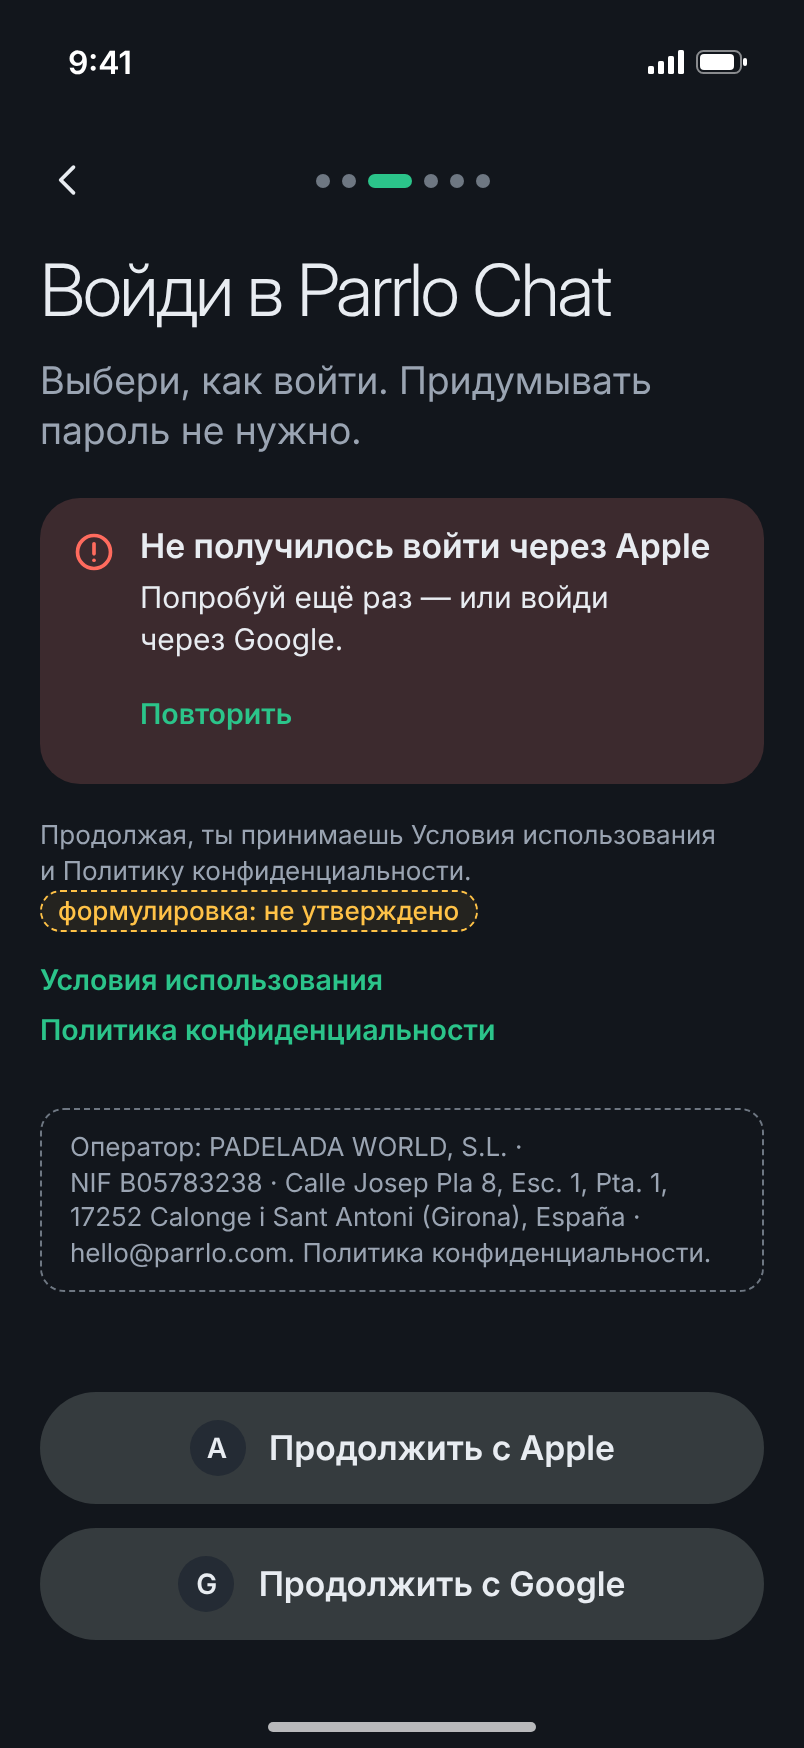 9:41
Войди в Parrlo Chat
Выбери, как войти. Придумывать
пароль не нужно.
Не получилось войти через Apple
Попробуй ещё раз — или войди
через Google.
Повторить
Продолжая, ты принимаешь Условия использования
и Политику конфиденциальности.
формулировка: не утверждено
Условия использования
Политика конфиденциальности
Оператор: PADELADA WORLD, S.L. ·
NIF B05783238 · Calle Josep Pla 8, Esc. 1, Pta. 1,
17252 Calonge i Sant Antoni (Girona), España ·
hello@parrlo.com. Политика конфиденциальности.
A Продолжить с Apple
G Продолжить с Google